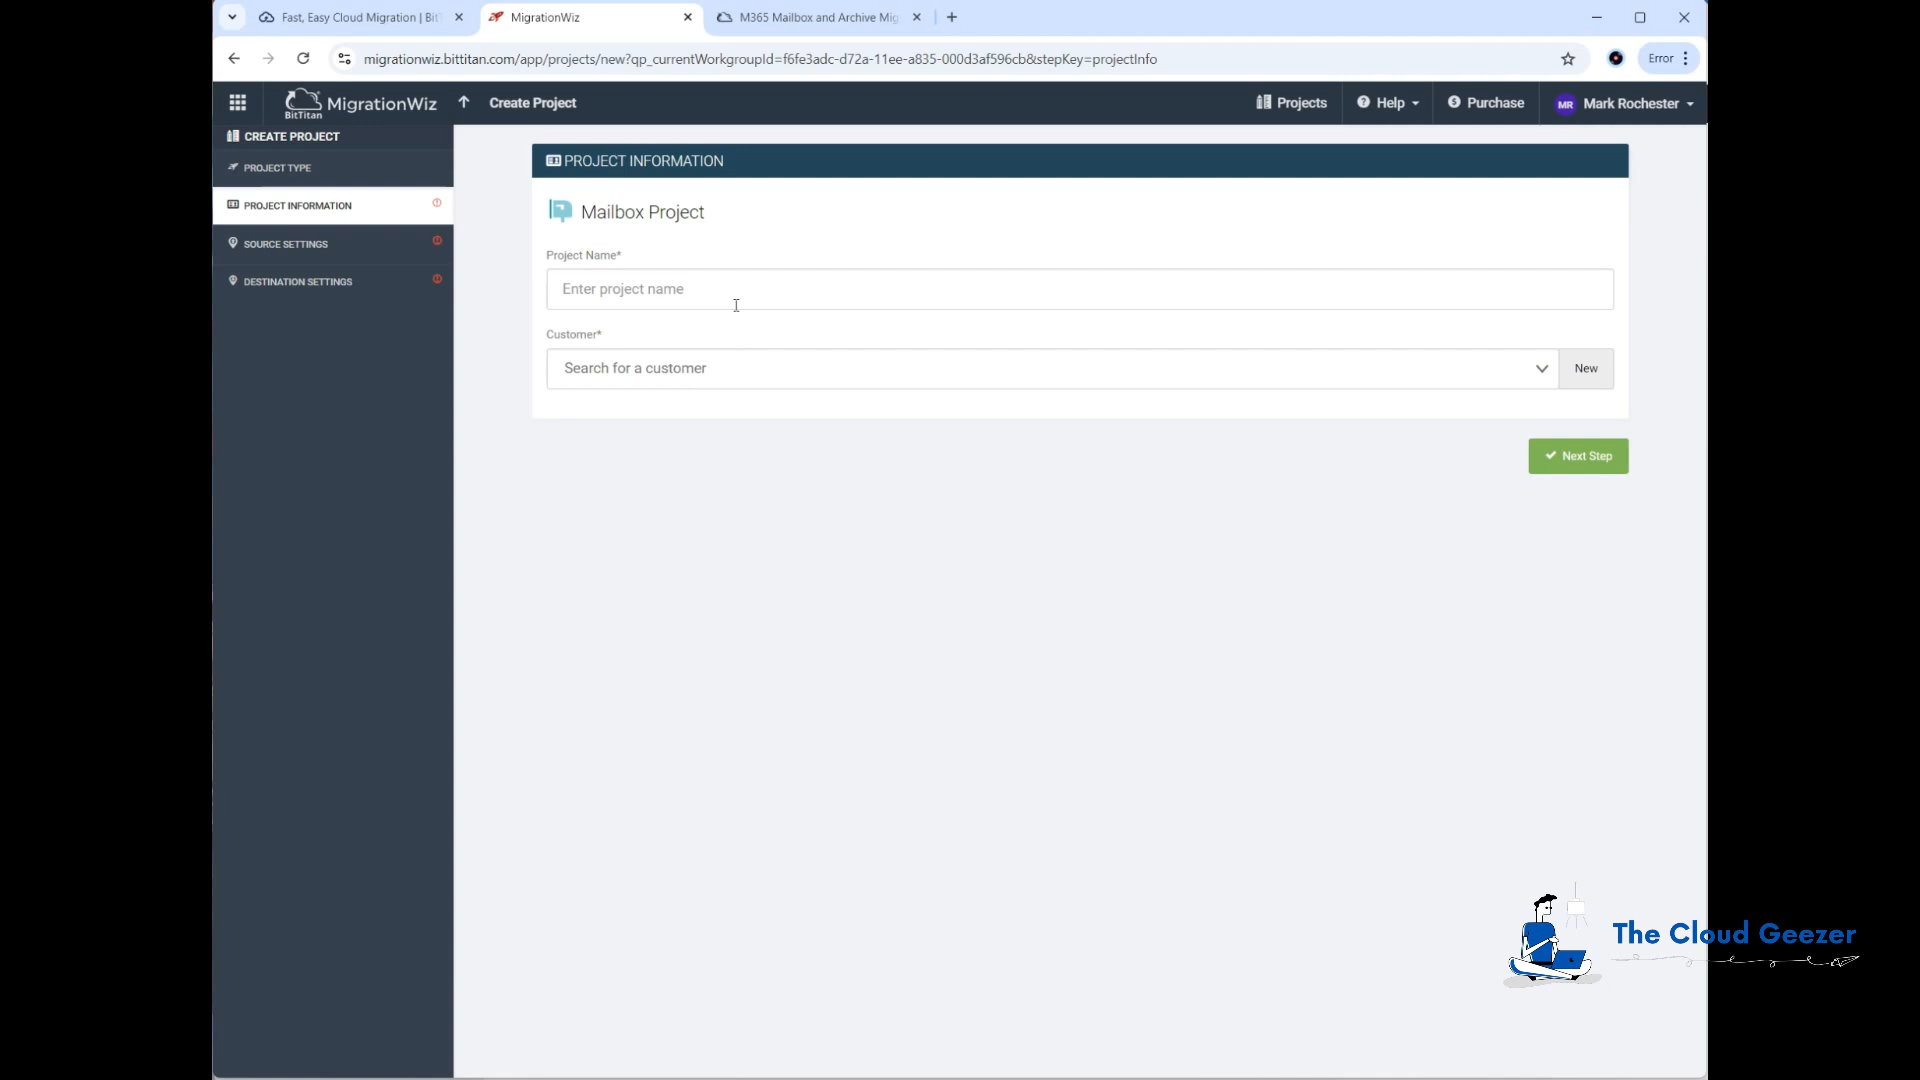 Fast, Easy Cloud Migration | Bit
MigrationWiz
M365 Mailbox and Archive Mig
migrationwiz.bittitan.com/app/projects/new?qp_currentWorkgroupId=f6fe3adc-d72a-11ee-a835-000d3af596cb&stepKey=projectInfo
Error
BitTitan
MigrationWiz
Create Project
Projects
Help
Purchase
MR
Mark Rochester
CREATE PROJECT
PROJECT TYPE
PROJECT INFORMATION
SOURCE SETTINGS
DESTINATION SETTINGS
PROJECT INFORMATION
Mailbox Project
Project Name*
Enter project name
Customer*
Search for a customer
New
Next Step
The Cloud Geezer